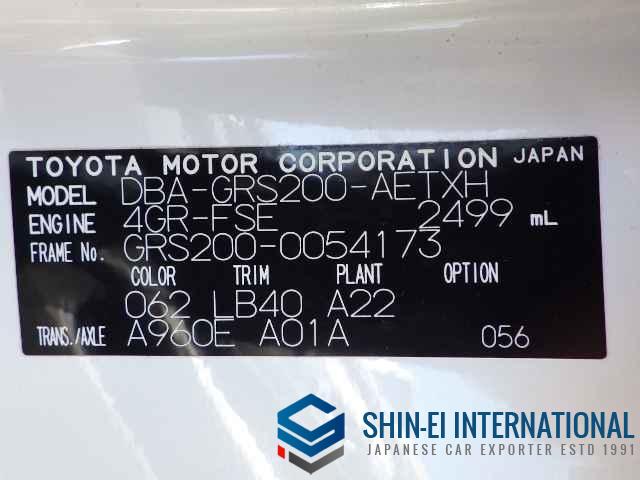 TOYOTA MOTOR CORPORATION JAPAN
MODEL DBA-GRS200-AETXH
ENGINE 4GR-FSE 2499 mL
FRAME No. GRS200-0054173
COLOR TRIM PLANT OPTION
062 LB40 A22
TRANS./AXLE A960E A01A 056
SHIN-EI INTERNATIONAL
JAPANESE CAR EXPORTER ESTD 1991